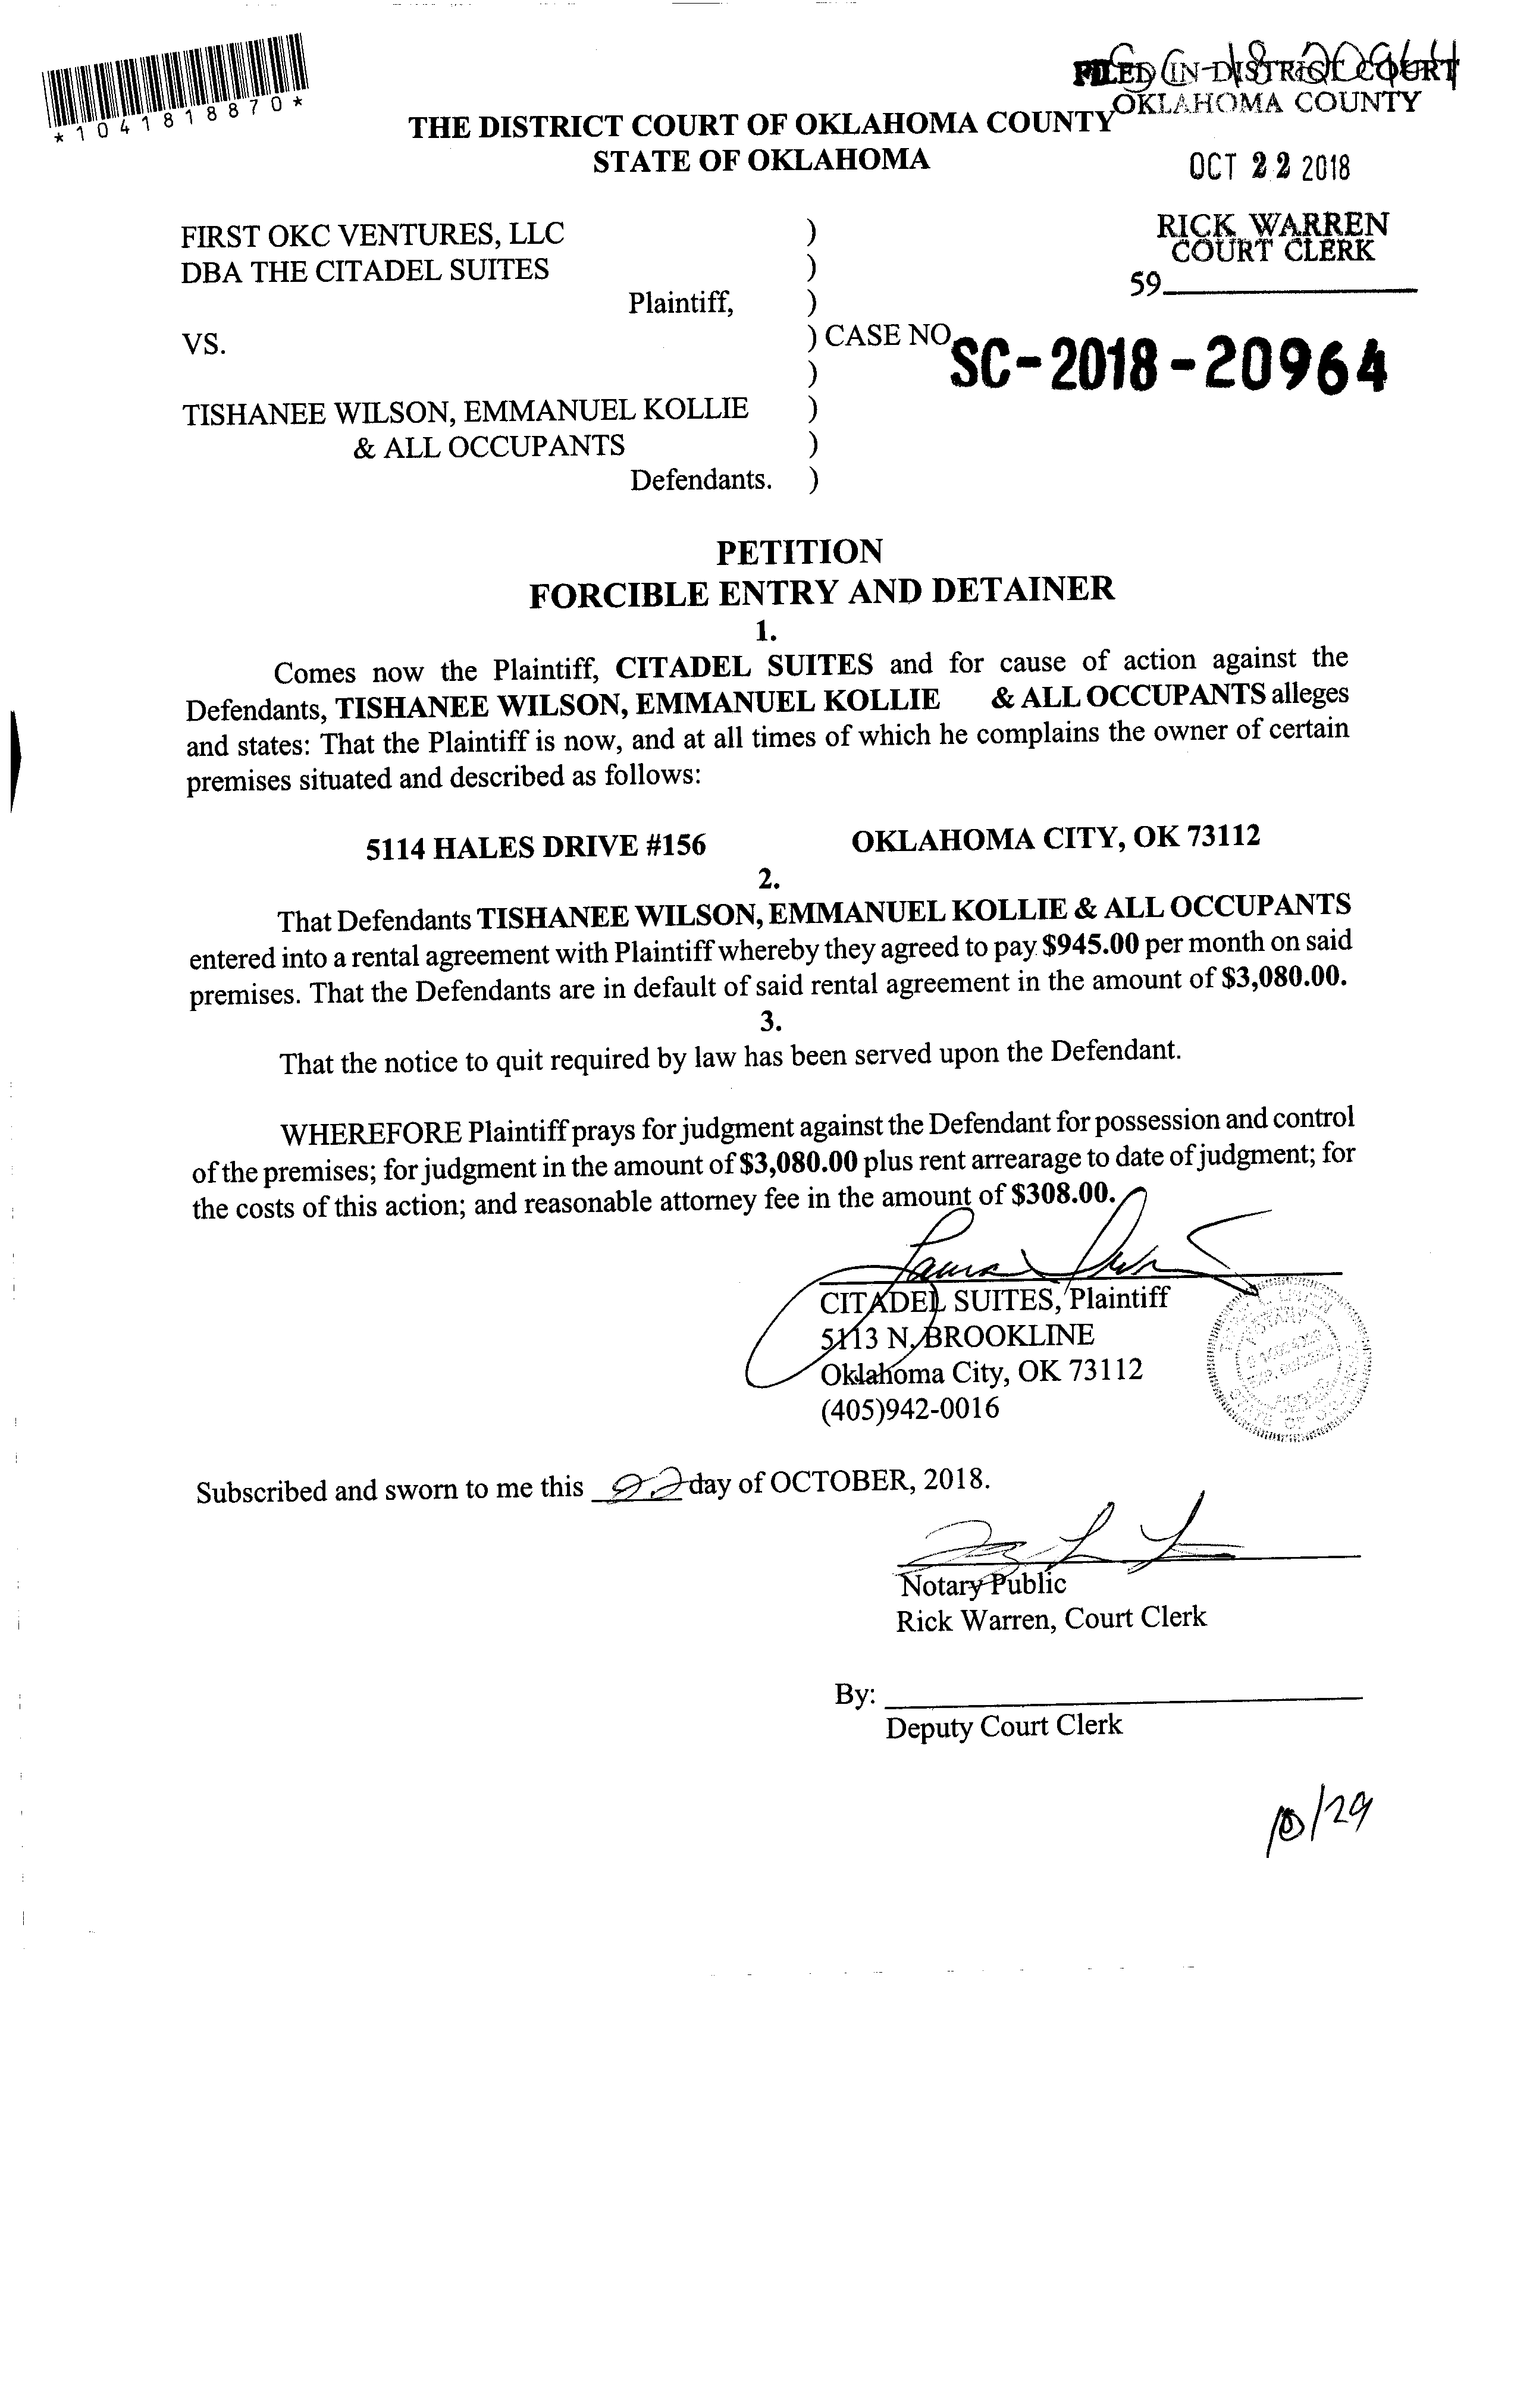 *1041818870*
SC-18-20964
FILED IN DISTRICT COURT
OKLAHOMA COUNTY
THE DISTRICT COURT OF OKLAHOMA COUNTY
STATE OF OKLAHOMA
OCT 22 2018
FIRST OKC VENTURES, LLC )
DBA THE CITADEL SUITES )
RICK WARREN
COURT CLERK
59
Plaintiff, )
VS. ) CASE NO
SC-2018-20964
)
TISHANEE WILSON, EMMANUEL KOLLIE )
& ALL OCCUPANTS )
Defendants. )
PETITION
FORCIBLE ENTRY AND DETAINER
1.
Comes now the Plaintiff, CITADEL SUITES and for cause of action against the
Defendants, TISHANEE WILSON, EMMANUEL KOLLIE & ALL OCCUPANTS alleges
and states: That the Plaintiff is now, and at all times of which he complains the owner of certain
premises situated and described as follows:
5114 HALES DRIVE #156 OKLAHOMA CITY, OK 73112
2.
That Defendants TISHANEE WILSON, EMMANUEL KOLLIE & ALL OCCUPANTS
entered into a rental agreement with Plaintiff whereby they agreed to pay $945.00 per month on said
premises. That the Defendants are in default of said rental agreement in the amount of $3,080.00.
3.
That the notice to quit required by law has been served upon the Defendant.
WHEREFORE Plaintiff prays for judgment against the Defendant for possession and control
of the premises; for judgment in the amount of $3,080.00 plus rent arrearage to date of judgment; for
the costs of this action; and reasonable attorney fee in the amount of $308.00.
Laura
CITADEL SUITES, Plaintiff
5113 N. BROOKLINE
Oklahoma City, OK 73112
(405)942-0016
NOTARY
PUBLIC
STATE OF
Subscribed and sworn to me this 22 day of OCTOBER, 2018.
Notary Public
Rick Warren, Court Clerk
By:
Deputy Court Clerk
10/29